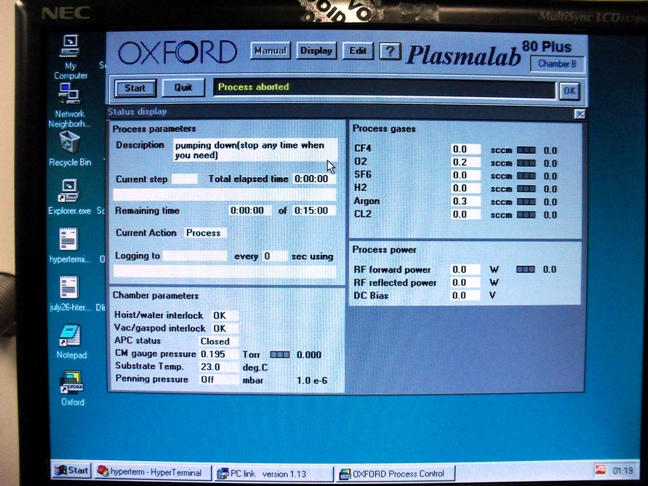 NEC
VOID
VO
MultiSync LCD
My
Computer
Network
Neighborh...
Recycle Bin
Explorer.exe
hypertermi...
july26-hter...
Notepad
Oxford
OXFORD
Manual
Display
Edit
?
Plasmalab 80 Plus
Chamber B
Start
Quit
Process aborted
OK
Status display
Process parameters
Description pumping down(stop any time when
you need)
Current step Total elapsed time 0:00:00
Remaining time 0:00:00 of 0:15:00
Current Action Process
Logging to every 0 sec using
Chamber parameters
Hoist/water interlock OK
Vac/gaspod interlock OK
APC status Closed
CM gauge pressure 0.195 Torr 0.000
Substrate Temp. 23.0 deg.C
Penning pressure Off mbar 1.0 e-6
Process gases
CF4 0.0 sccm 0.0
O2 0.2 sccm 0.0
SF6 0.0 sccm 0.0
H2 0.0 sccm 0.0
Argon 0.3 sccm 0.0
CL2 0.0 sccm 0.0
Process power
RF forward power 0.0 W 0.0
RF reflected power 0.0 W
DC Bias 0.0 V
Start
hyperterm - HyperTerminal
PC link version 1.13
OXFORD Process Control
01:19